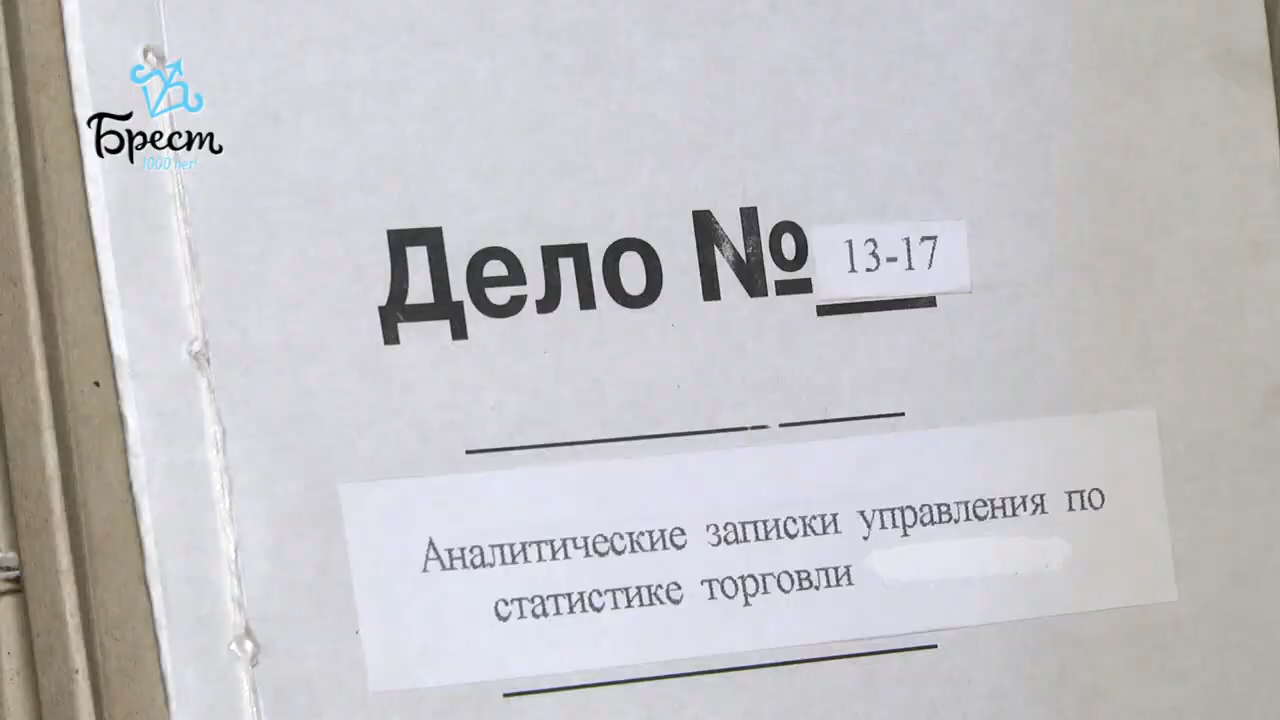 Брест
1000 лет!
Дело № 13-17
Аналитические записки управления по
статистике торговли